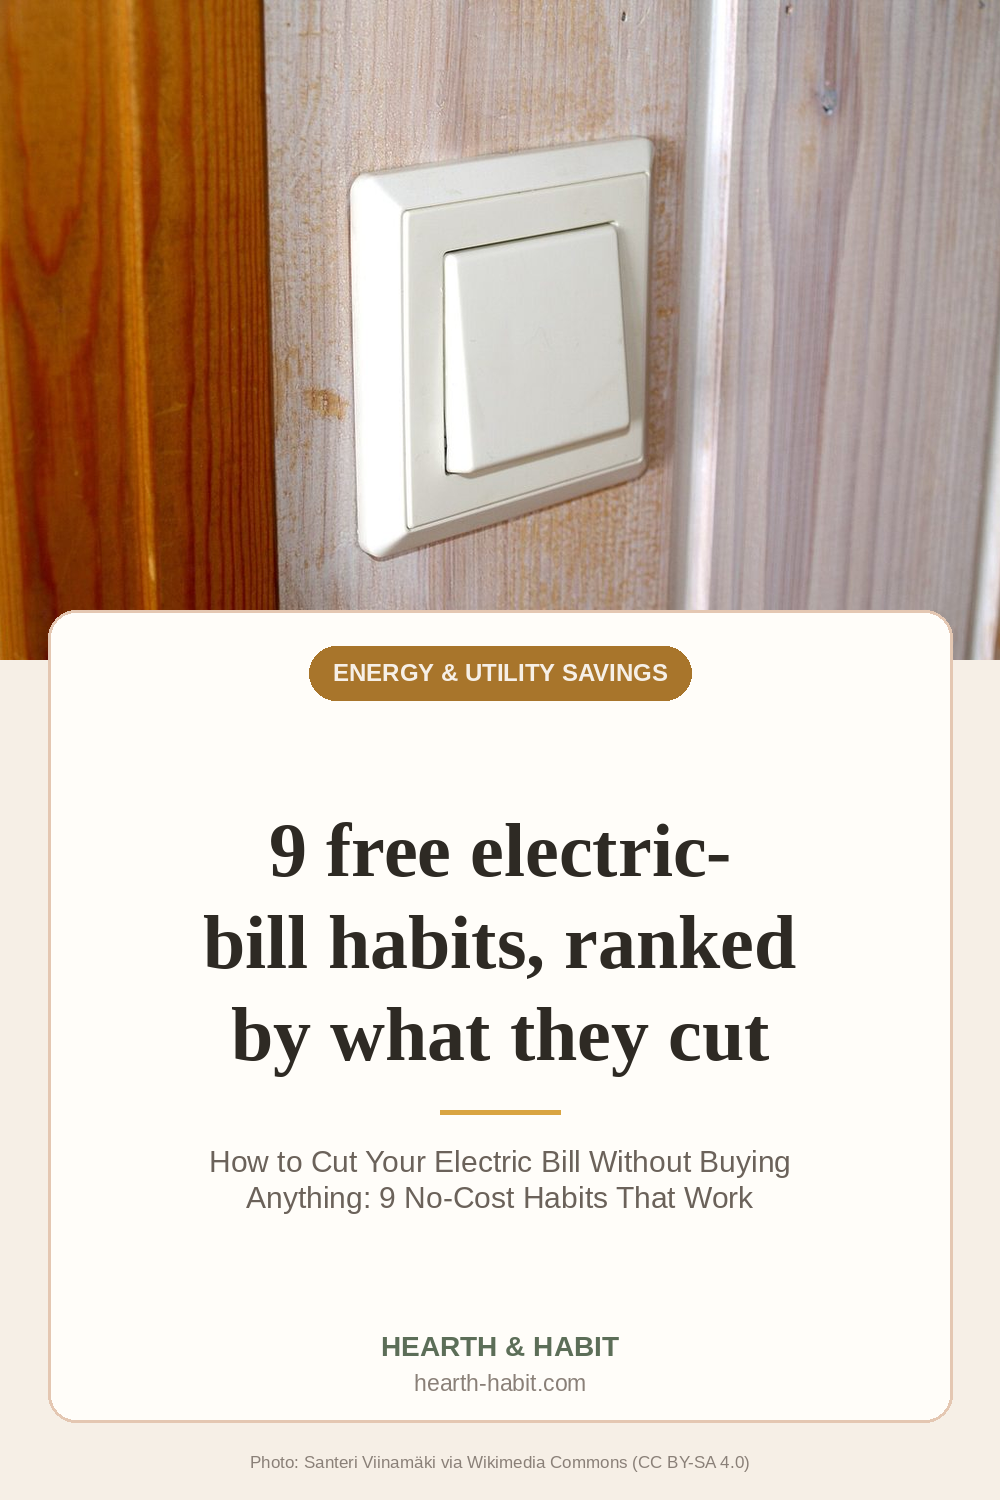 ENERGY & UTILITY SAVINGS
9 free electric-
bill habits, ranked
by what they cut
How to Cut Your Electric Bill Without Buying
Anything: 9 No-Cost Habits That Work
HEARTH & HABIT
hearth-habit.com
Photo: Santeri Viinamäki via Wikimedia Commons (CC BY-SA 4.0)